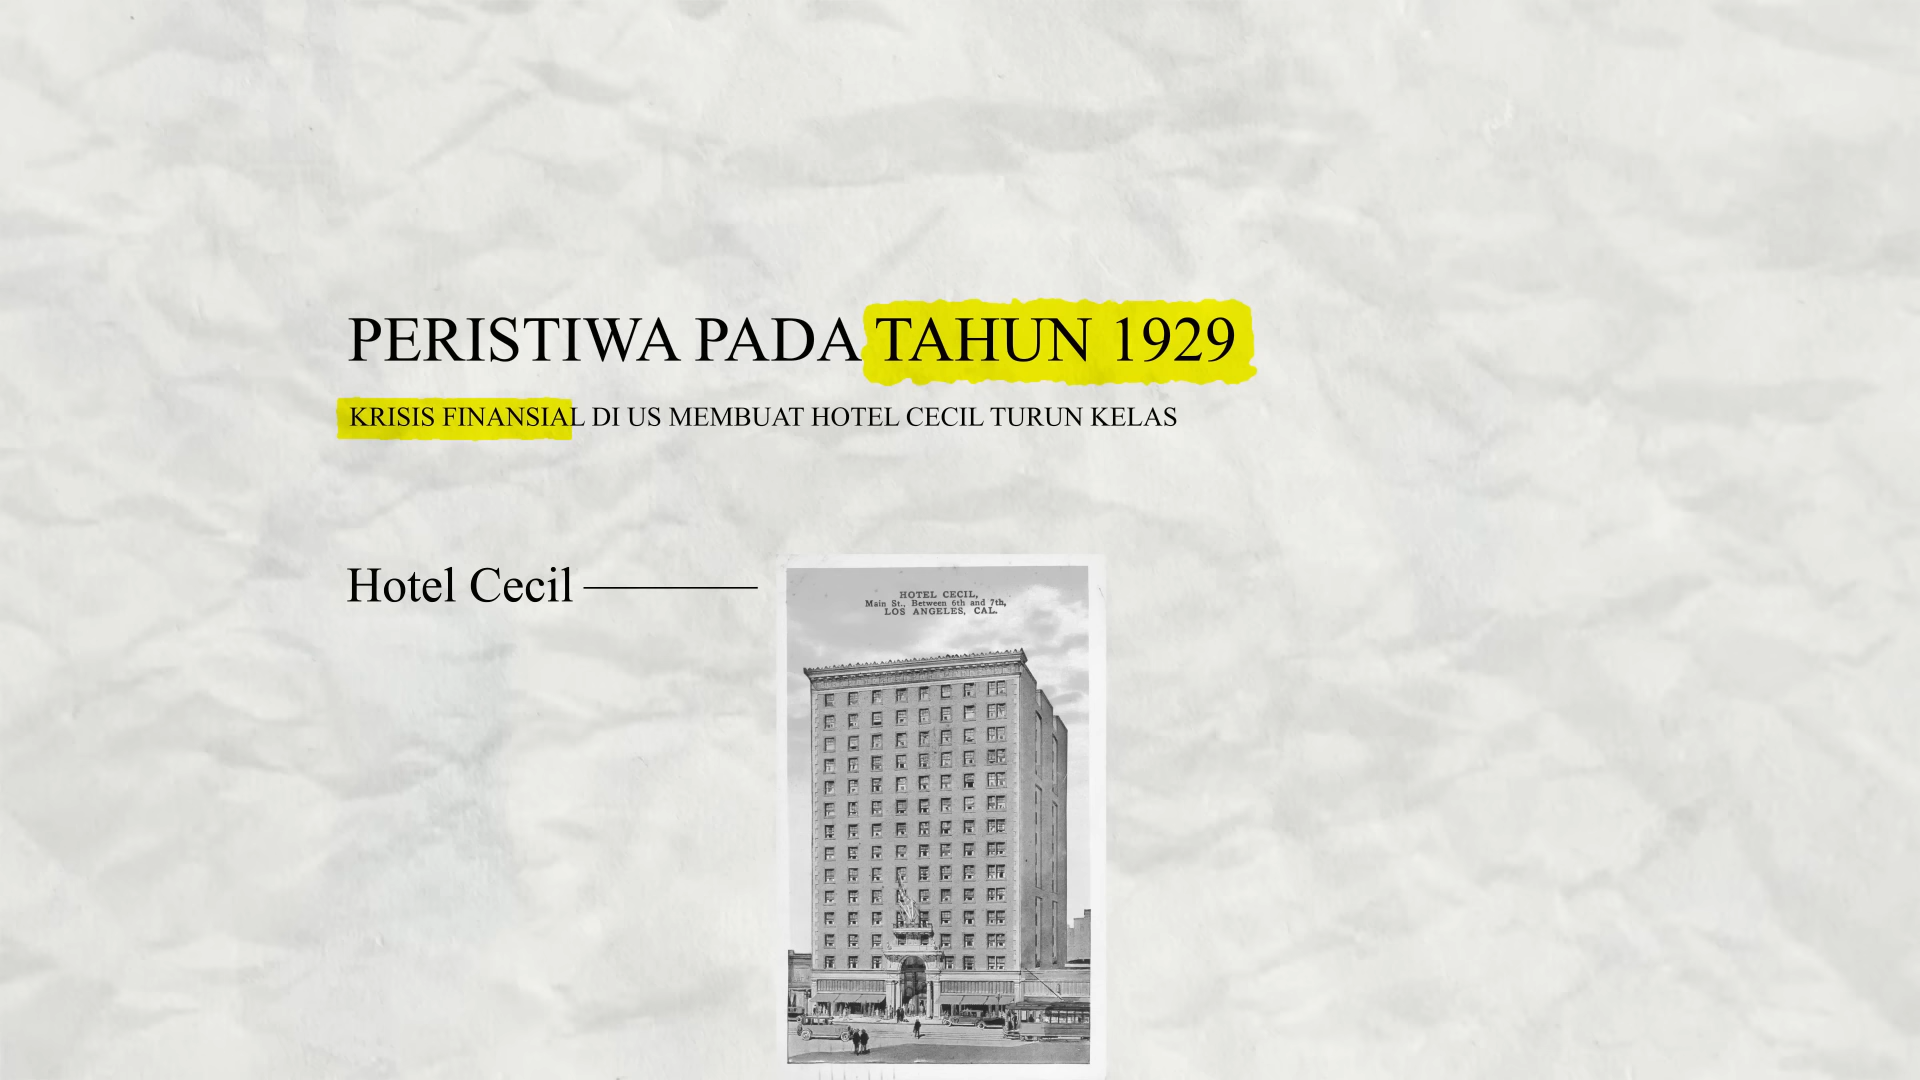 PERISTIWA PADA TAHUN 1929
KRISIS FINANSIAL DI US MEMBUAT HOTEL CECIL TURUN KELAS
Hotel Cecil
HOTEL CECIL,
Main St., Between 6th and 7th,
LOS ANGELES, CAL.